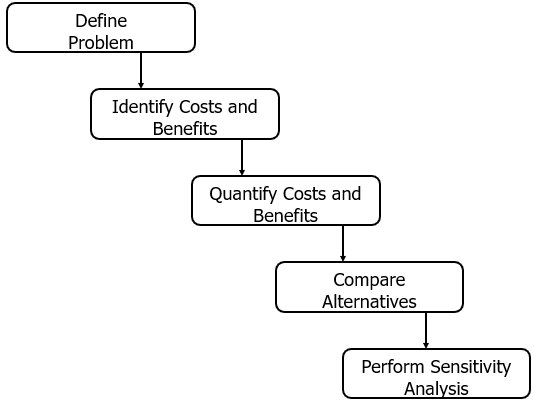 Define
Problem
Identify Costs and
Benefits
Quantify Costs and
Benefits
Compare
Alternatives
Perform Sensitivity
Analysis